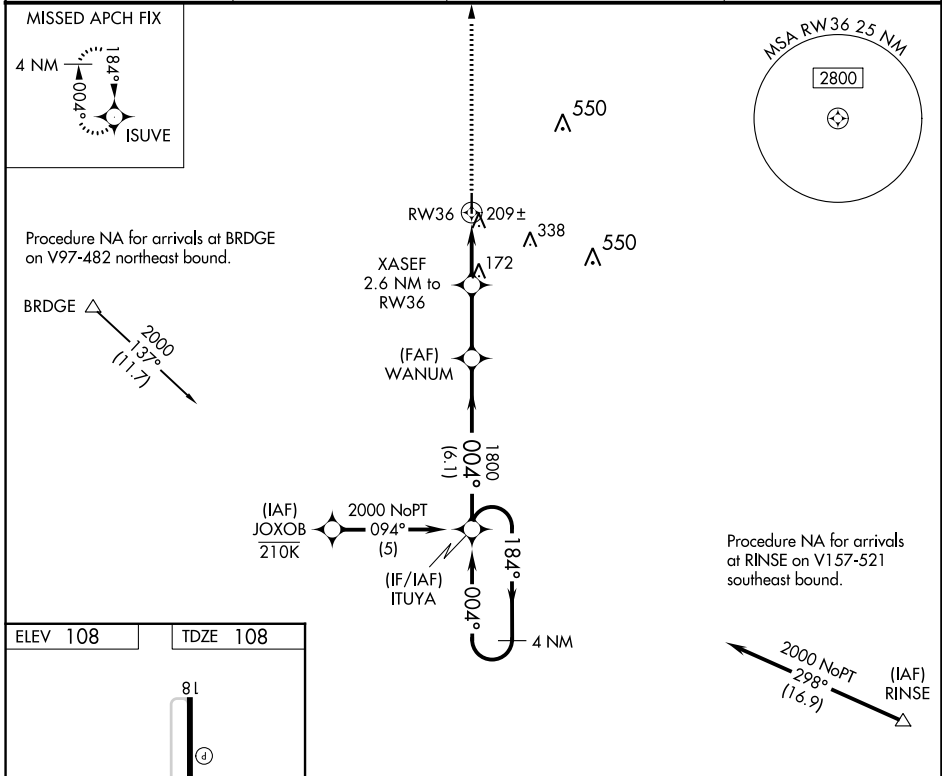 MISSED APCH FIX
4 NM
184°
004°
ISUVE
MSA RW36 25 NM
2800
550
RW36
209±
338
550
172
XASEF
2.6 NM to
RW36
Procedure NA for arrivals at BRDGE
on V97-482 northeast bound.
BRDGE
2000
137°
(11.7)
(FAF)
WANUM
1800
004°
(6.1)
(IAF)
JOXOB
210K
2000 NoPT
094°
(5)
(IF/IAF)
ITUYA
184°
004°
4 NM
Procedure NA for arrivals
at RINSE on V157-521
southeast bound.
2000 NoPT
298°
(16.9)
(IAF)
RINSE
ELEV 108
TDZE 108
18
P